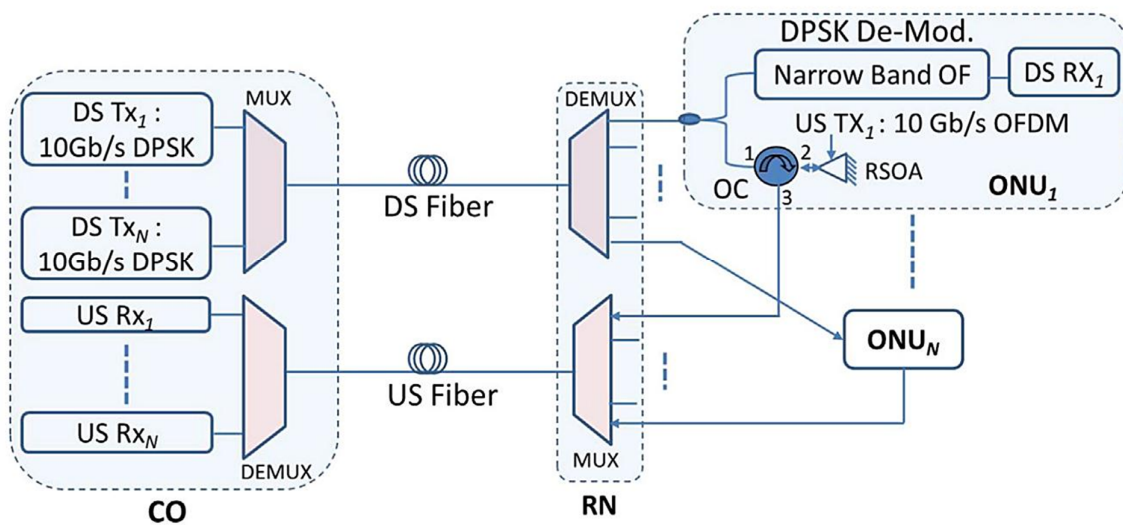 DS Tx1 :
10Gb/s DPSK
DS TxN :
10Gb/s DPSK
US Rx1
US RxN
MUX
DEMUX
CO
DS Fiber
US Fiber
DEMUX
MUX
RN
DPSK De-Mod.
Narrow Band OF
DS RX1
US TX1 : 10 Gb/s OFDM
1
2
3
OC
RSOA
ONU1
ONUN